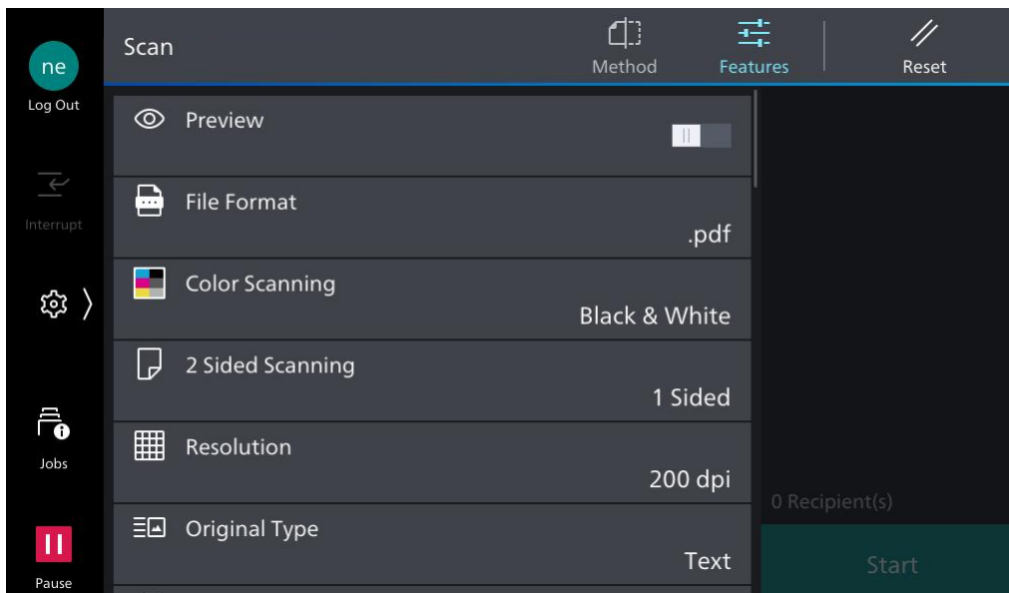 ne
Log Out
Interrupt
Jobs
Pause
Scan
Method
Features
Reset
Preview
File Format
.pdf
Color Scanning
Black & White
2 Sided Scanning
1 Sided
Resolution
200 dpi
Original Type
Text
0 Recipient(s)
Start